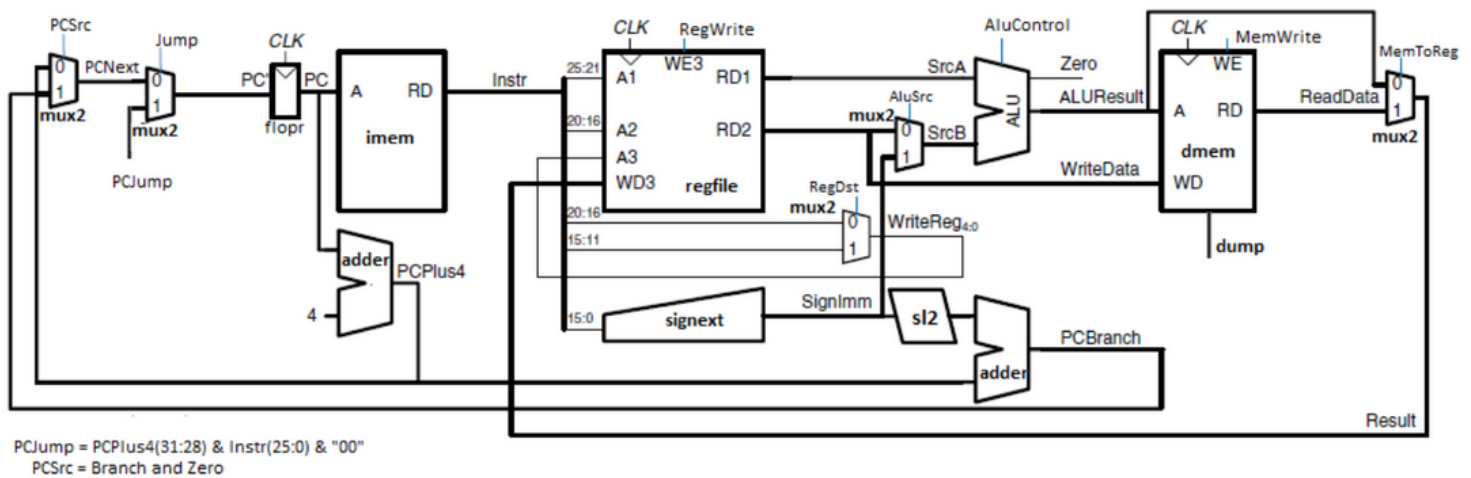 PCSrc
Jump
CLK
RegWrite
CLK
AluControl
CLK
MemWrite
MemToReg
0
1
mux2
PCNext
0
1
mux2
PCJump
PC'
PC
flopr
A
RD
imem
Instr
25:21
20:16
A1
A2
A3
WD3
WE3
RD1
RD2
regfile
SrcA
AluSrc
mux2
0
1
SrcB
ALU
Zero
ALUResult
WE
A
RD
dmem
WD
WriteData
ReadData
0
1
mux2
dump
20:16
15:11
RegDst
mux2
0
1
WriteReg4:0
adder
PCPlus4
4
15:0
signext
SignImm
sl2
adder
PCBranch
Result
PCJump = PCPlus4(31:28) & Instr(25:0) & "00"
PCSrc = Branch and Zero